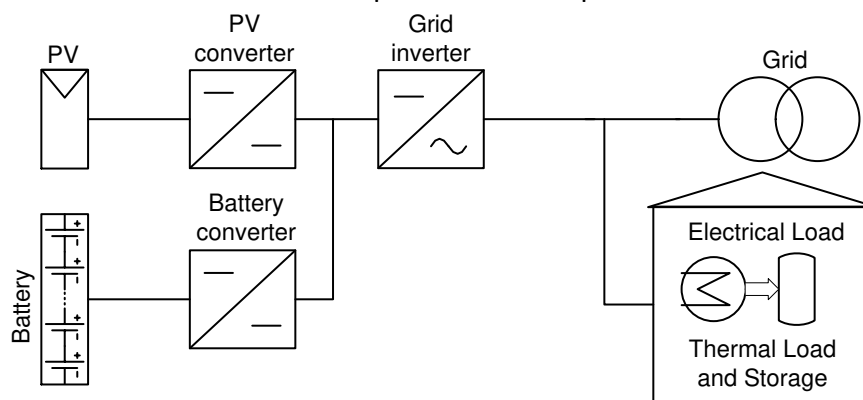 PV
PV
converter
Grid
inverter
Grid
Battery
Battery
converter
Electrical Load
Thermal Load
and Storage